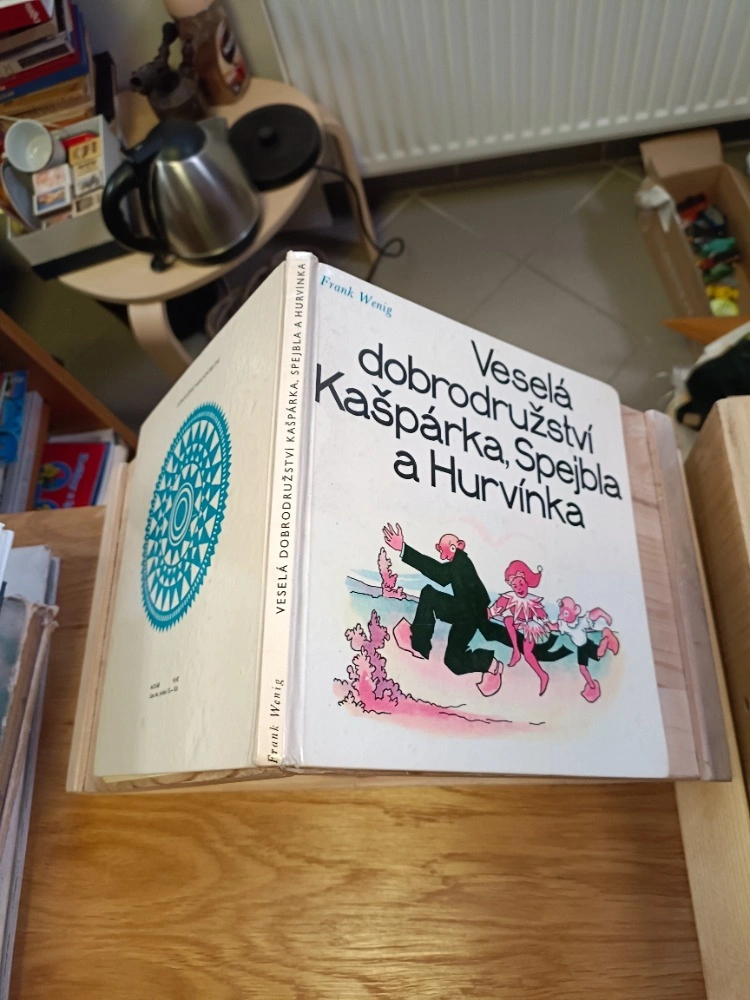 Frank Wenig
Veselá
dobrodružství
Kašpárka, Spejbla
a Hurvínka
VESELÁ DOBRODRUŽSTVÍ KAŠPÁRKA, SPEJBLA A HURVÍNKA
Frank Wenig